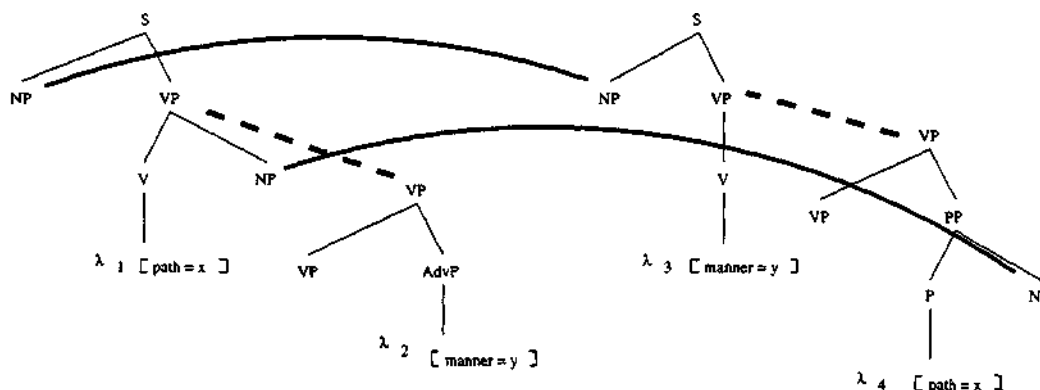 S S
NP VP NP VP
VP
V NP VP V VP PP
λ 1 [ path = x ] VP AdvP λ 3 [ manner = y ]
P N
λ 2 [ manner = y ]
λ 4 [ path = x ]